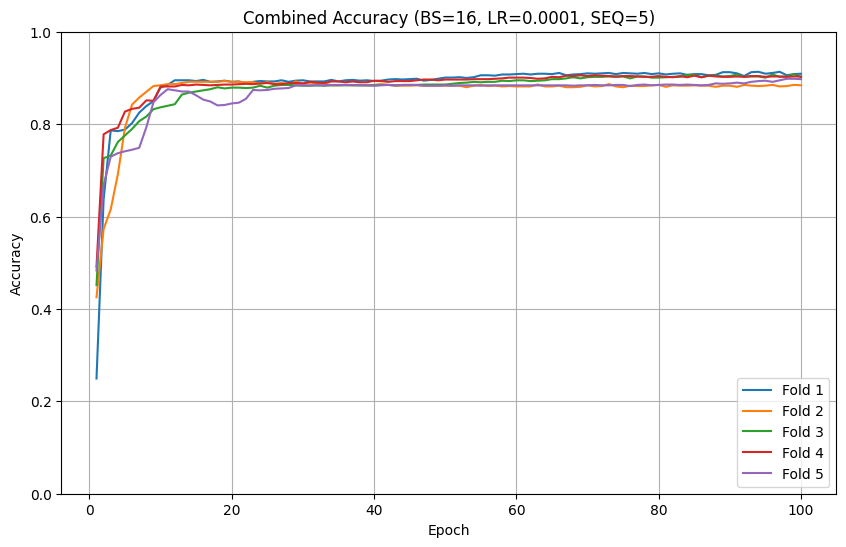 Combined Accuracy (BS=16, LR=0.0001, SEQ=5)
1.0
0.8
0.6
0.4
0.2
0.0
Accuracy
0 20 40 60 80 100
Epoch
Fold 1
Fold 2
Fold 3
Fold 4
Fold 5